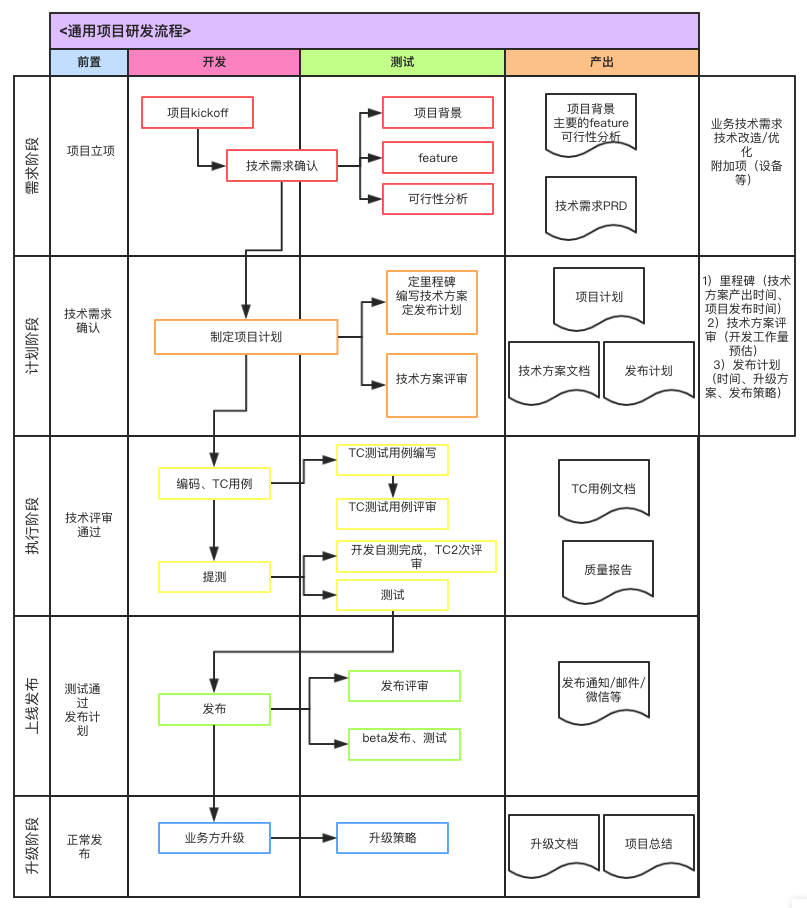 <通用项目研发流程>
前置
开发
测试
产出
需求阶段
项目立项
项目kickoff
技术需求确认
项目背景
feature
可行性分析
项目背景
主要的feature
可行性分析
技术需求PRD
业务技术需求
技术改造/优
化
附加项（设备
等）
计划阶段
技术需求
确认
制定项目计划
定里程碑
编写技术方案
定发布计划
技术方案评审
项目计划
技术方案文档
发布计划
1）里程碑（技
术方案产出时间、
项目发布时间）
2）技术方案评
审（开发工作量
预估）
3）发布计划
（时间、升级方
案、发布策略）
执行阶段
技术评审
通过
编码、TC用例
提测
TC测试用例编写
TC测试用例评审
开发自测完成，TC2次评
审
测试
TC用例文档
质量报告
上线发布
测试通
过
发布计
划
发布
发布评审
beta发布、测试
发布通知/邮件/
微信等
升级阶段
正常发
布
业务方升级
升级策略
升级文档
项目总结